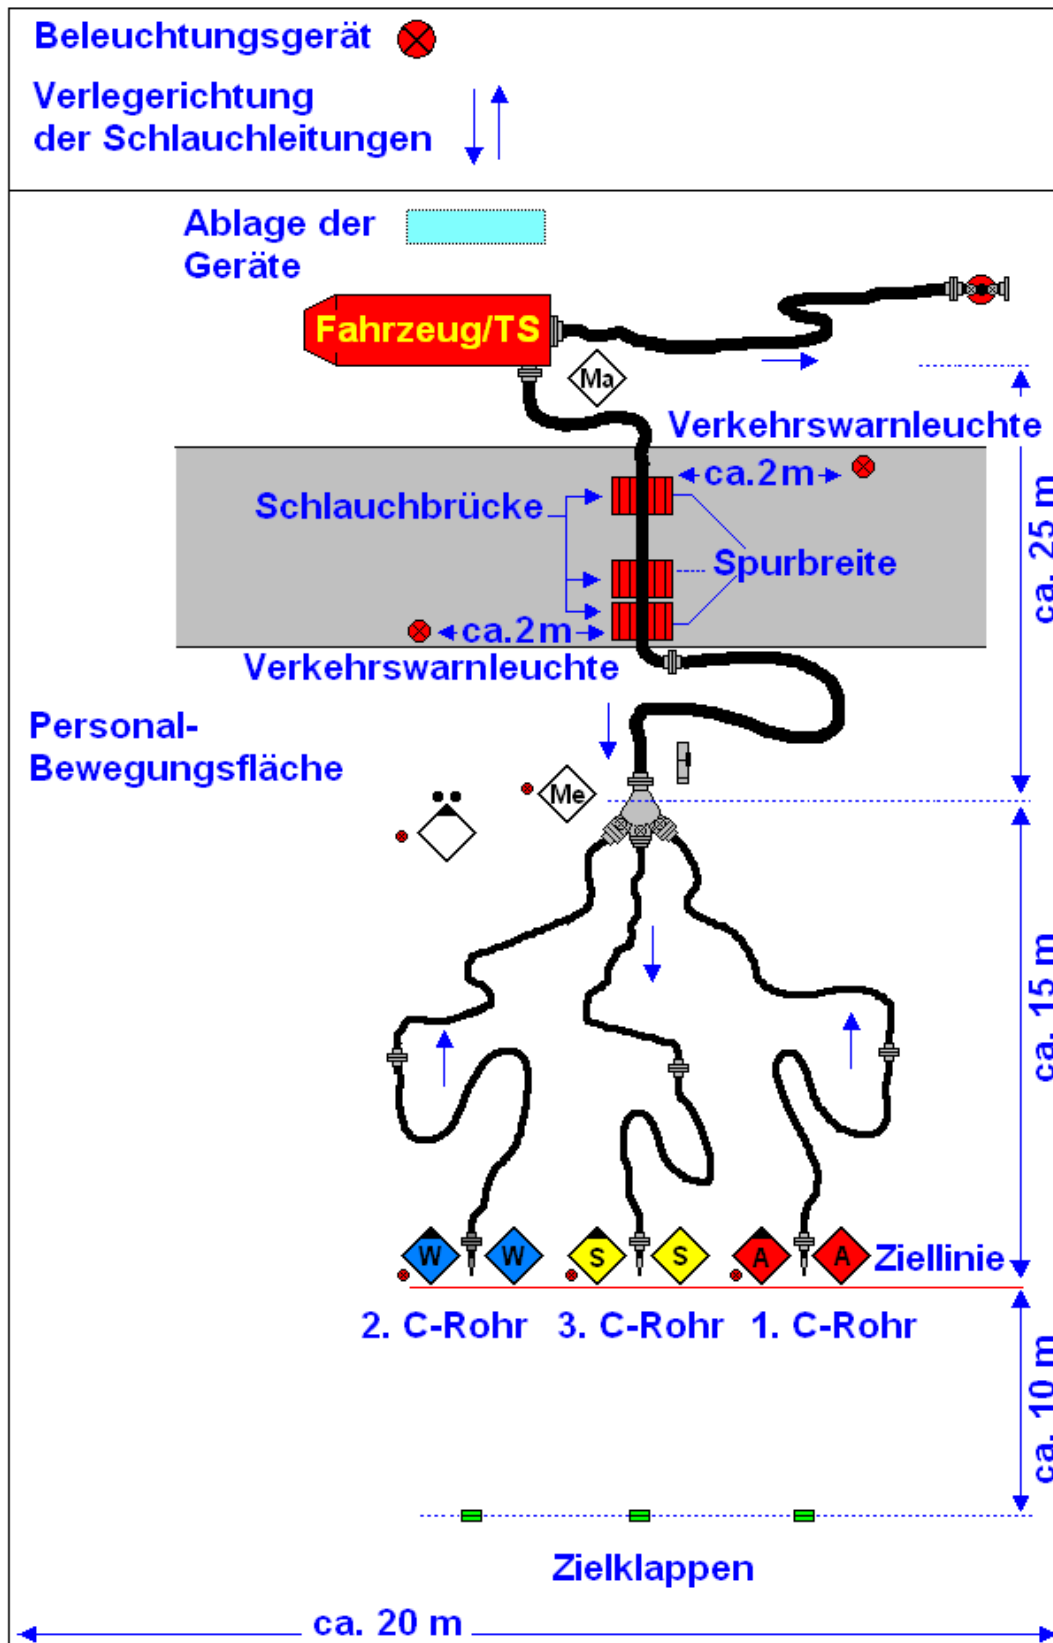 Beleuchtungsgerät
Verlegerichtung
der Schlauchleitungen
Ablage der
Geräte
Fahrzeug/TS
Ma
Verkehrswarnleuchte
ca.2m
Schlauchbrücke
Spurbreite
ca. 25 m
ca.2m
Verkehrswarnleuchte
Personal-
Bewegungsfläche
Me
ca. 15 m
W
W
S
S
A
A
Ziellinie
2. C-Rohr
3. C-Rohr
1. C-Rohr
ca. 10 m
Zielklappen
ca. 20 m